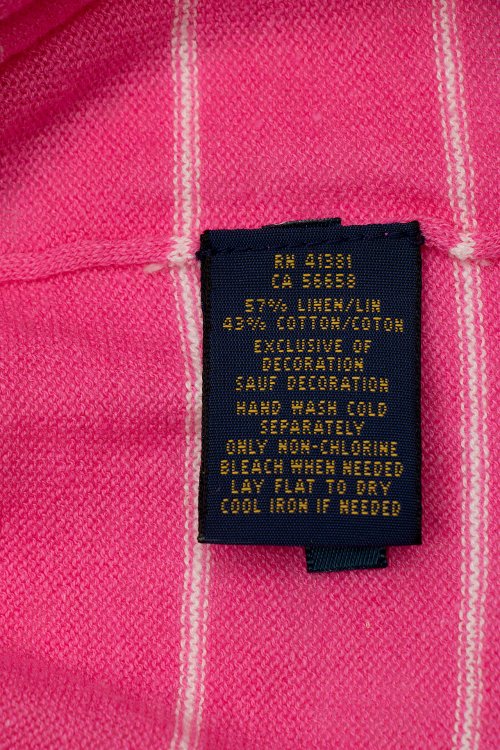 RN 41381
CA 56658
57% LINEN/LIN
43% COTTON/COTON
EXCLUSIVE OF
DECORATION
SAUF DECORATION
HAND WASH COLD
SEPARATELY
ONLY NON-CHLORINE
BLEACH WHEN NEEDED
LAY FLAT TO DRY
COOL IRON IF NEEDED